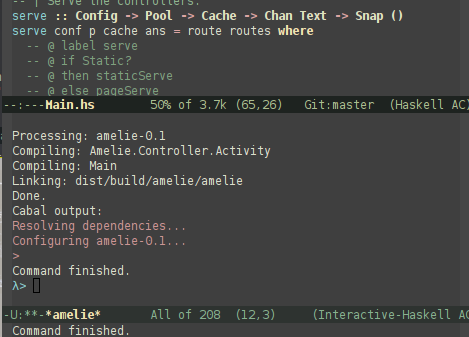 -- | Serve the controllers.
serve :: Config -> Pool -> Cache -> Chan Text -> Snap ()
serve conf p cache ans = route routes where
-- @ label serve
-- @ if Static?
-- @ then staticServe
-- @ else pageServe
--:---Main.hs 50% of 3.7k (65,26) Git:master (Haskell AC)
Processing: amelie-0.1
Compiling: Amelie.Controller.Activity
Compiling: Main
Linking: dist/build/amelie/amelie
Done.
Cabal output:
Resolving dependencies...
Configuring amelie-0.1...
>
Command finished.
λ>
-U:**-*amelie* All of 208 (12,3) (Interactive-Haskell AC
Command finished.